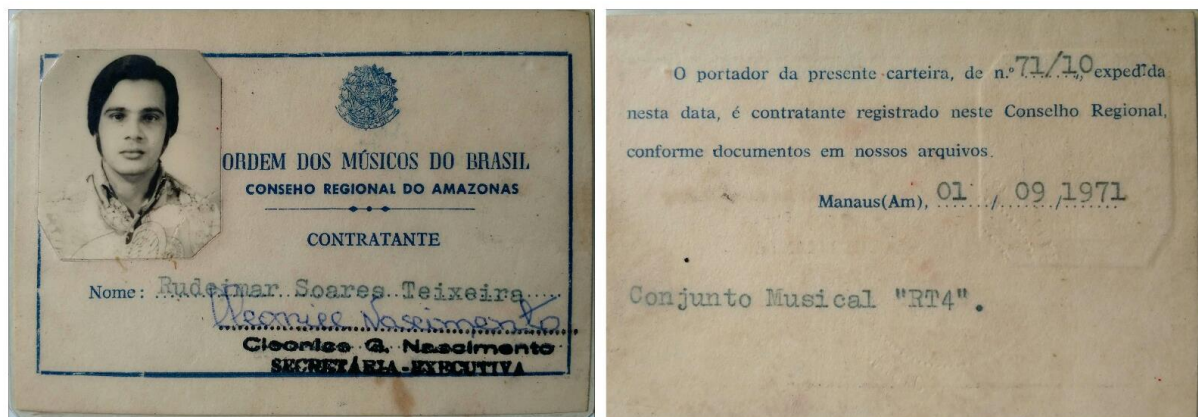 ORDEM DOS MÚSICOS DO BRASIL
CONSEHO REGIONAL DO AMAZONAS
CONTRATANTE
Nome: Rudeimar Soares Teixeira
Cleonice Nascimento
Cleonice G. Nascimento
SECRETÁRIA-EXECUTIVA
O portador da presente carteira, de n.º 71/10, expedida
nesta data, é contratante registrado neste Conselho Regional,
conforme documentos em nossos arquivos.
Manaus(Am), 01 / 09 / 1971
Conjunto Musical "RT4".